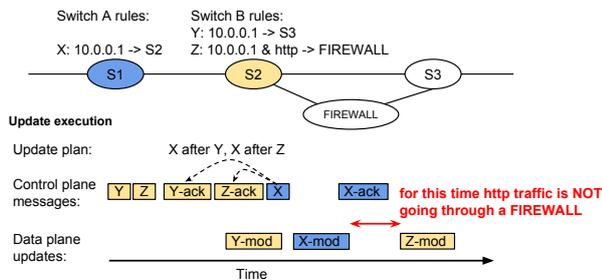 Switch A rules:
Switch B rules:
Y: 10.0.0.1 -> S3
X: 10.0.0.1 -> S2
Z: 10.0.0.1 & http -> FIREWALL
S1
S2
S3
FIREWALL
Update execution
Update plan:
X after Y, X after Z
Control plane
messages:
Y
Z
Y-ack
Z-ack
X
X-ack
for this time http traffic is NOT
going through a FIREWALL
Data plane
updates:
Y-mod
X-mod
Z-mod
Time